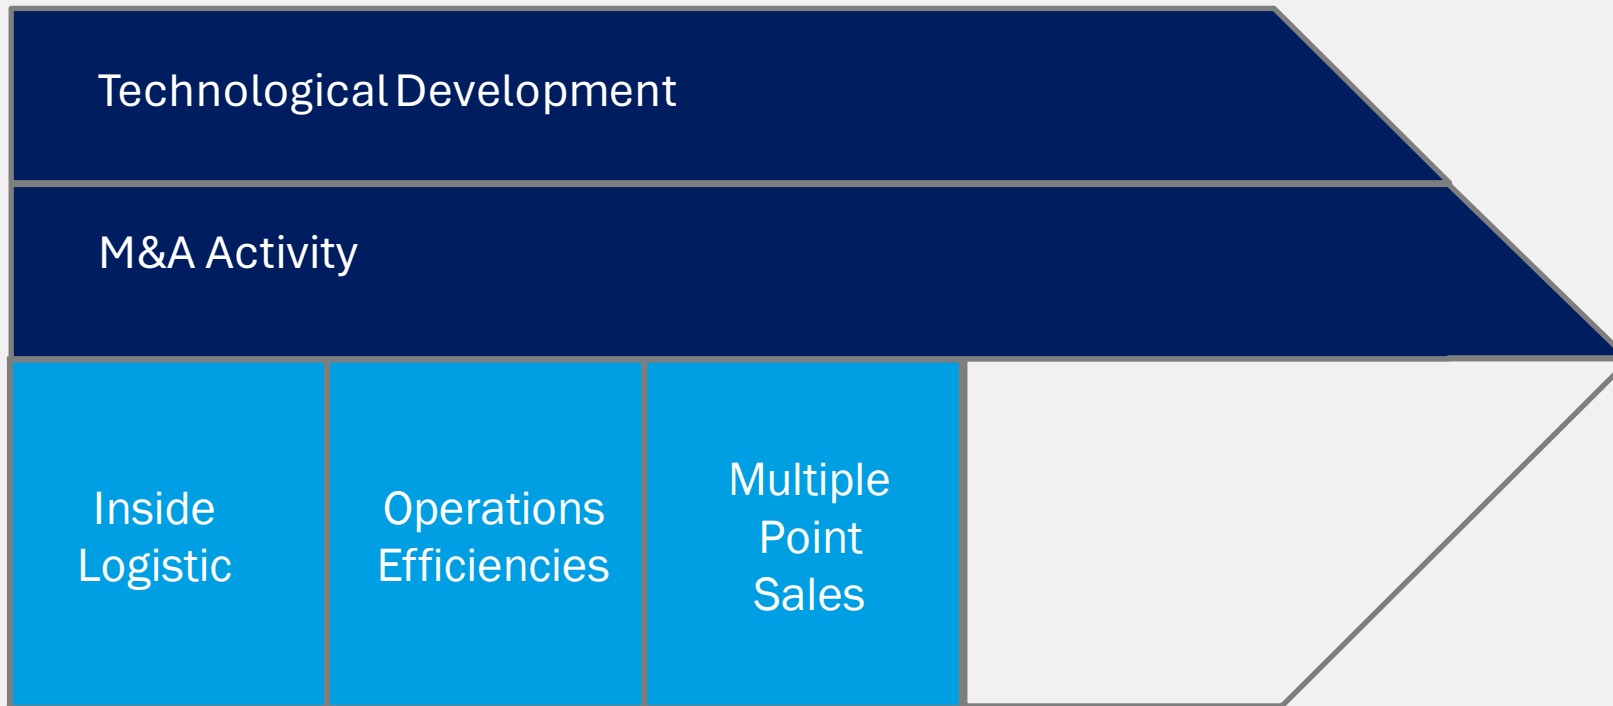 Technological Development
M&A Activity
Inside
Logistic
Operations
Efficiencies
Multiple
Point
Sales